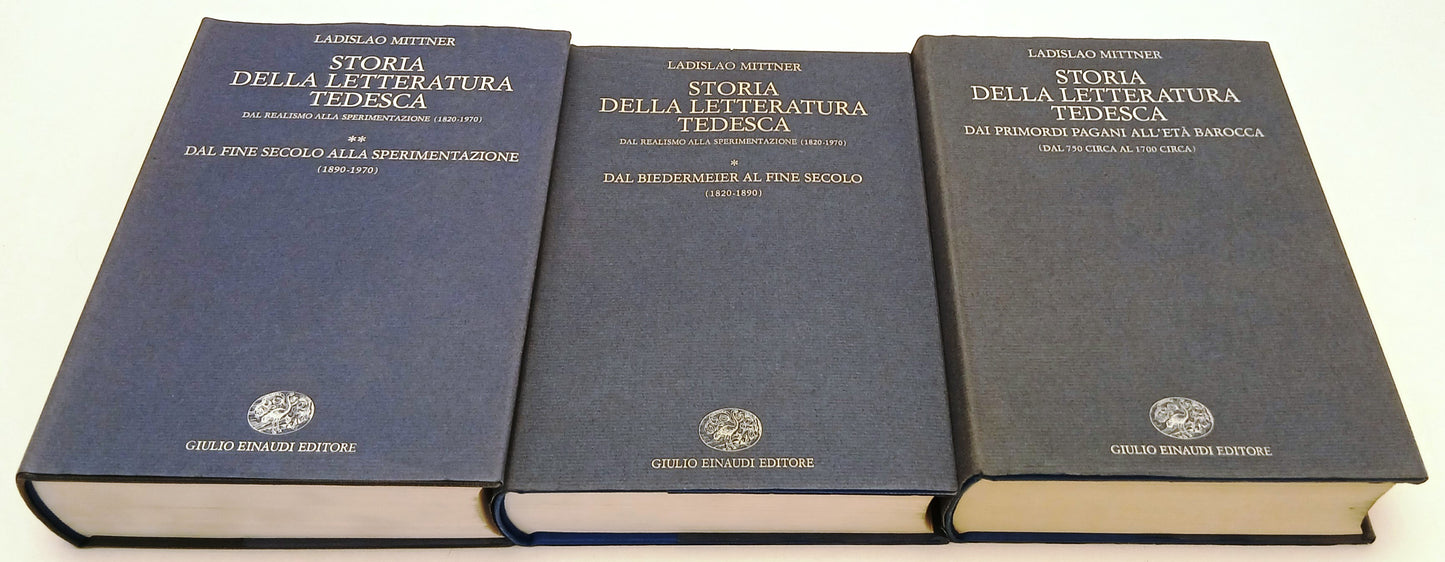 LADISLAO MITTNER
STORIA
DELLA LETTERATURA
TEDESCA
DAL REALISMO ALLA SPERIMENTAZIONE (1820-1970)
**
DAL FINE SECOLO ALLA SPERIMENTAZIONE
(1890-1970)
GIULIO EINAUDI EDITORE
LADISLAO MITTNER
STORIA
DELLA LETTERATURA
TEDESCA
DAL REALISMO ALLA SPERIMENTAZIONE (1820-1970)
*
DAL BIEDERMEIER AL FINE SECOLO
(1820-1890)
GIULIO EINAUDI EDITORE
LADISLAO MITTNER
STORIA
DELLA LETTERATURA
TEDESCA
DAI PRIMORDI PAGANI ALL'ETÀ BAROCCA
(DAL 750 CIRCA AL 1700 CIRCA)
GIULIO EINAUDI EDITORE